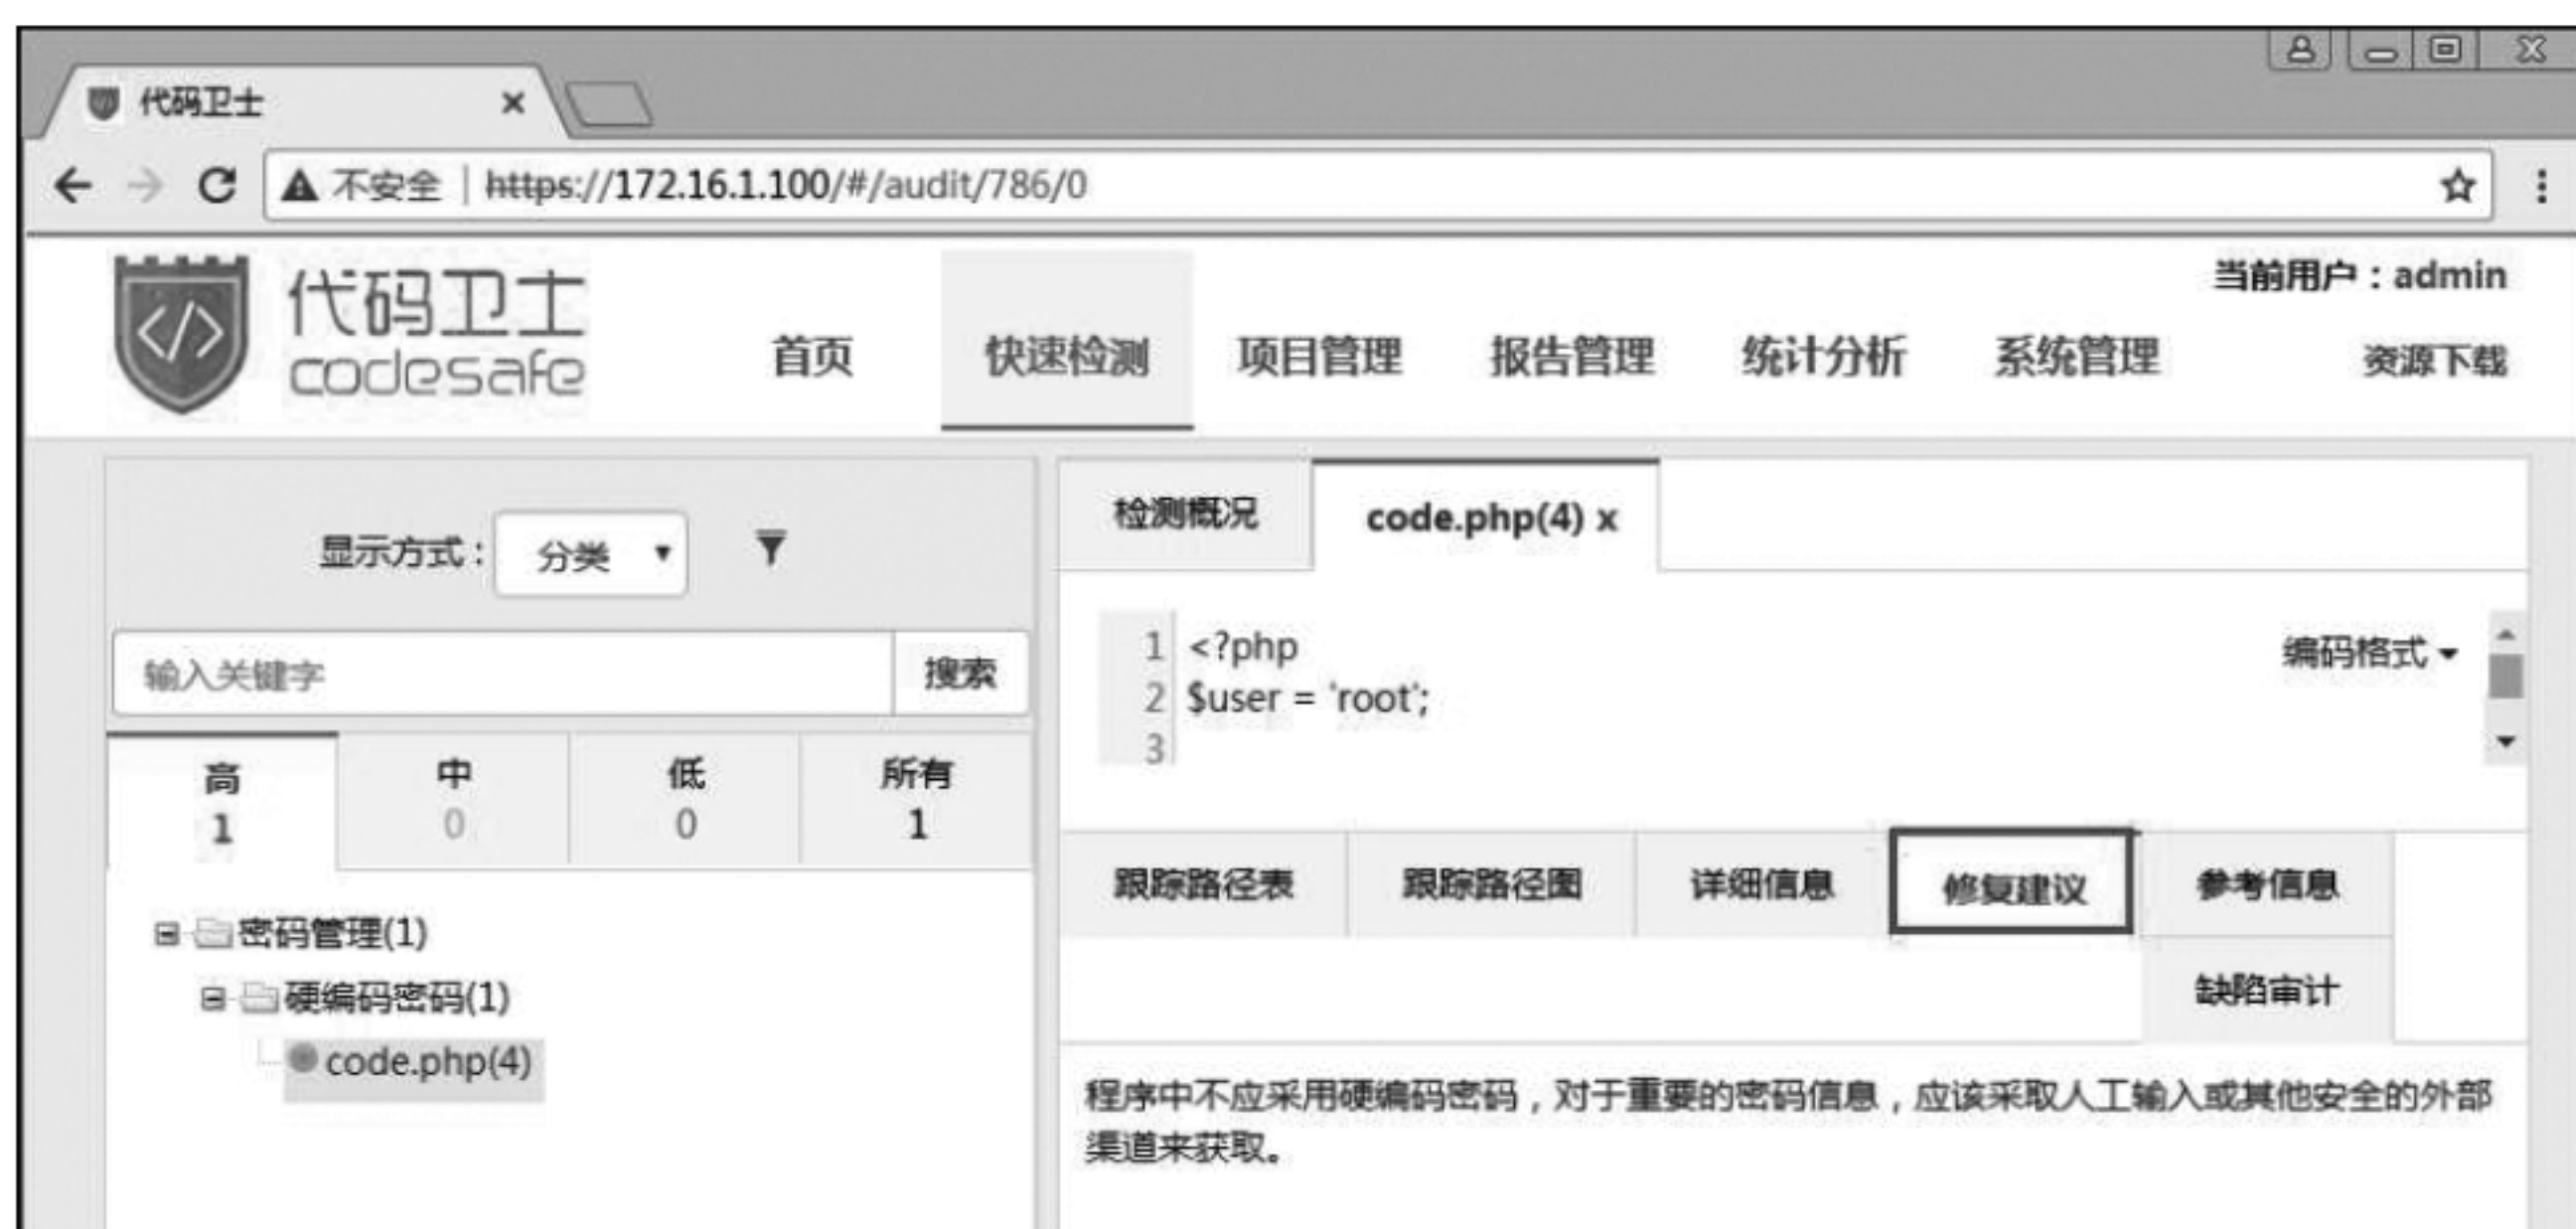 代码卫士 ×
不安全 | https://172.16.1.100/#/audit/786/0
代码卫士
codesafe
当前用户：admin
首页 快速检测 项目管理 报告管理 统计分析 系统管理 资源下载
显示方式： 分类
输入关键字 搜索
高 中 低 所有
1 0 0 1
密码管理(1)
硬编码密码(1)
code.php(4)
检测概况 code.php(4) x
编码格式
1 <?php
2 $user = 'root';
3
跟踪路径表 跟踪路径图 详细信息 修复建议 参考信息
缺陷审计
程序中不应采用硬编码密码，对于重要的密码信息，应该采取人工输入或其他安全的外部
渠道来获取。